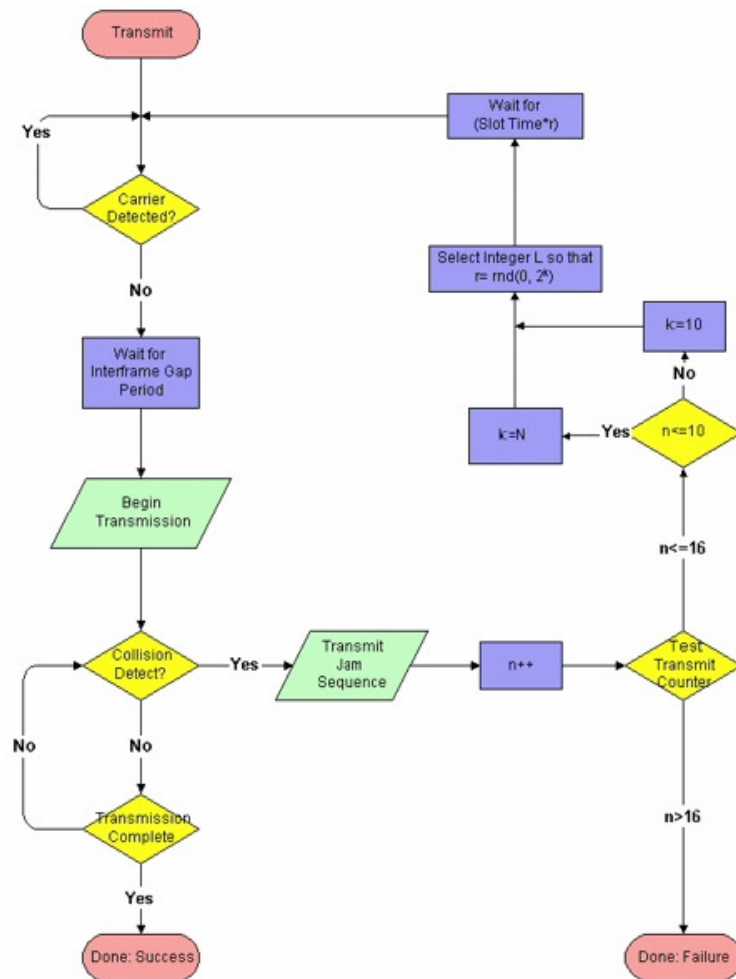 Transmit
Yes
Carrier
Detected?
No
Wait for
Interframe Gap
Period
Begin
Transmission
Collision
Detect?
No
No
Transmission
Complete
Yes
Done: Success
Yes
Transmit
Jam
Sequence
n++
Test
Transmit
Counter
n>16
Done: Failure
n<=16
n<=10
Yes
k:=N
No
k:=10
Select Integer L so that
r= rnd(0, 2*)
Wait for
(Slot Time*r)